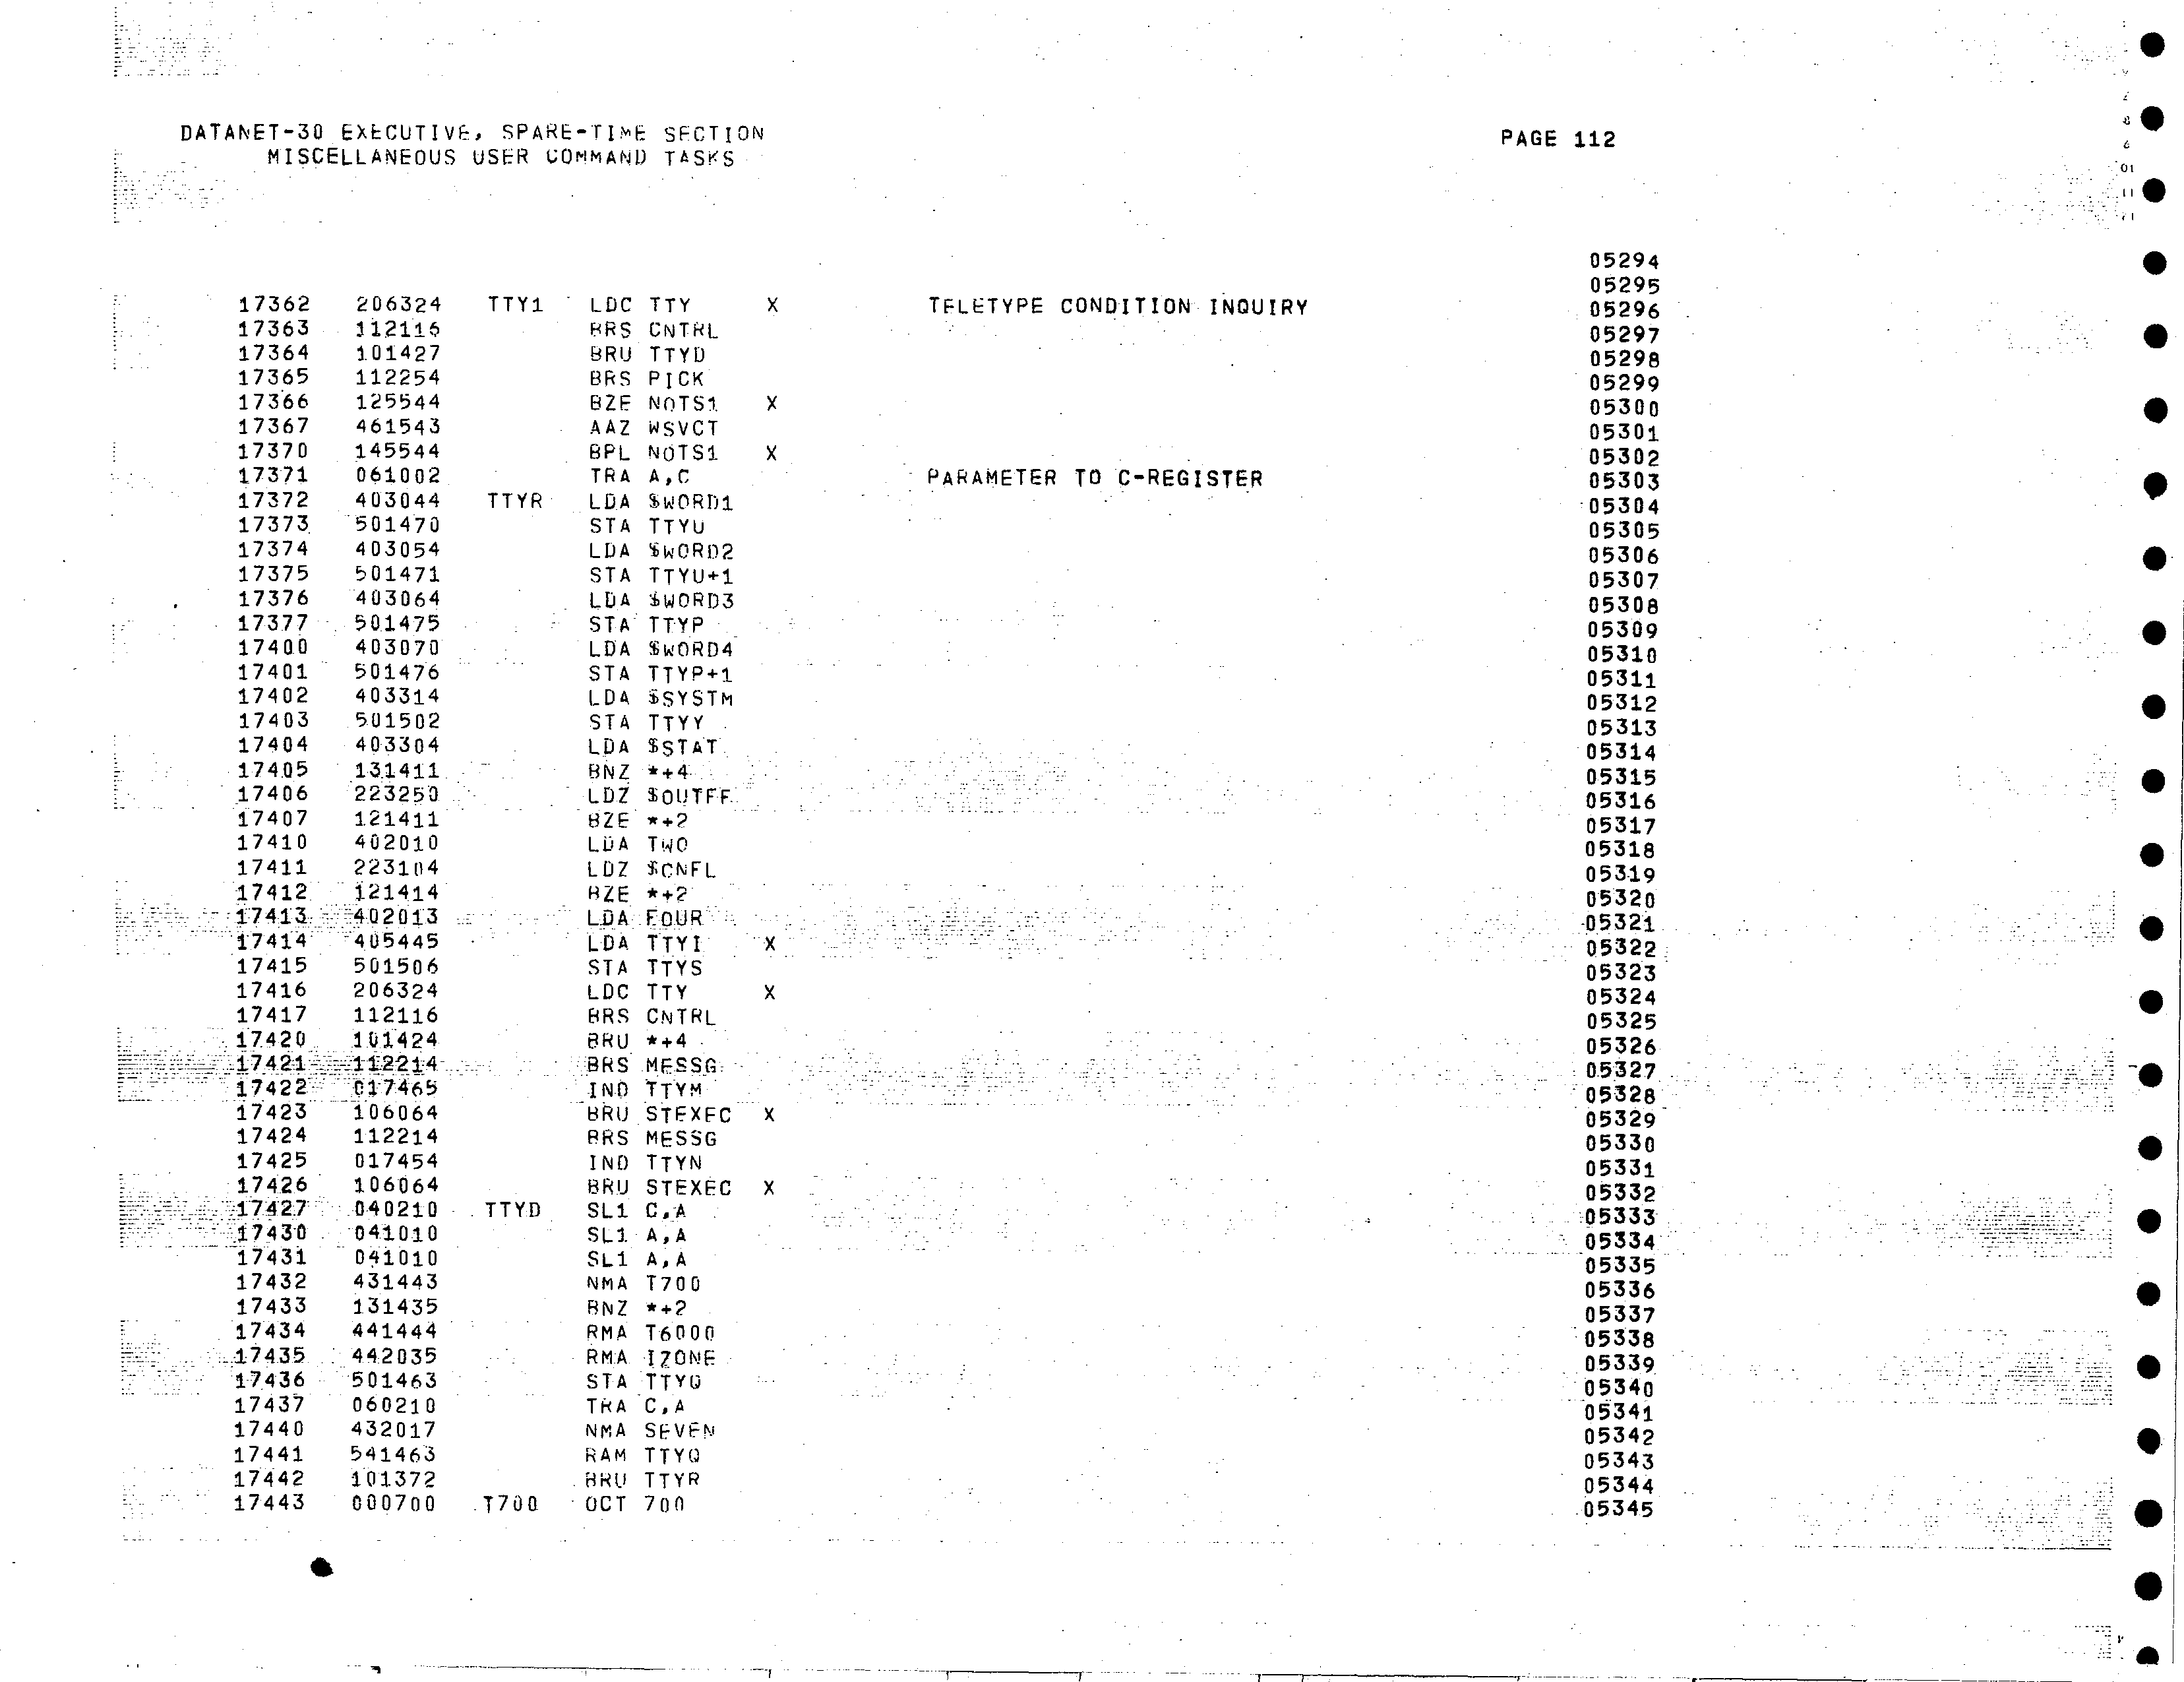 DATANET-30 EXECUTIVE, SPARE-TIME SECTION PAGE 112
MISCELLANEOUS USER COMMAND TASKS
05294
05295
17362 206324 TTY1 LDC TTY X TELETYPE CONDITION INQUIRY 05296
17363 112116 BRS CNTRL 05297
17364 101427 BRU TTYD 05298
17365 112254 BRS PICK 05299
17366 125544 BZE NOTS1 X 05300
17367 461543 AAZ WSVCT 05301
17370 145544 BPL NOTS1 X 05302
17371 061002 TRA A,C PARAMETER TO C-REGISTER 05303
17372 403044 TTYR LDA $WORD1 05304
17373 501470 STA TTYU 05305
17374 403054 LDA $WORD2 05306
17375 501471 STA TTYU+1 05307
17376 403064 LDA $WORD3 05308
17377 501475 STA TTYP 05309
17400 403070 LDA $WORD4 05310
17401 501476 STA TTYP+1 05311
17402 403314 LDA $SYSTM 05312
17403 501502 STA TTYY 05313
17404 403304 LDA $STAT 05314
17405 131411 BNZ *+4 05315
17406 223250 LDZ $OUTFF 05316
17407 121411 BZE *+2 05317
17410 402010 LDA TWO 05318
17411 223104 LDZ $CNFL 05319
17412 121414 BZE *+2 05320
17413 402013 LDA FOUR 05321
17414 405445 LDA TTYI X 05322
17415 501506 STA TTYS 05323
17416 206324 LDC TTY X 05324
17417 112116 BRS CNTRL 05325
17420 101424 BRU *+4 05326
17421 112214 BRS MESSG 05327
17422 017465 IND TTYM 05328
17423 106064 BRU STEXEC X 05329
17424 112214 BRS MESSG 05330
17425 017454 IND TTYN 05331
17426 106064 BRU STEXEC X 05332
17427 040210 TTYD SL1 C,A 05333
17430 041010 SL1 A,A 05334
17431 041010 SL1 A,A 05335
17432 431443 NMA T700 05336
17433 131435 BNZ *+2 05337
17434 441444 RMA T6000 05338
17435 442035 RMA IZONE 05339
17436 501463 STA TTYQ 05340
17437 060210 TRA C,A 05341
17440 432017 NMA SEVEN 05342
17441 541463 RAM TTYQ 05343
17442 101372 BRU TTYR 05344
17443 000700 T700 OCT 700 05345